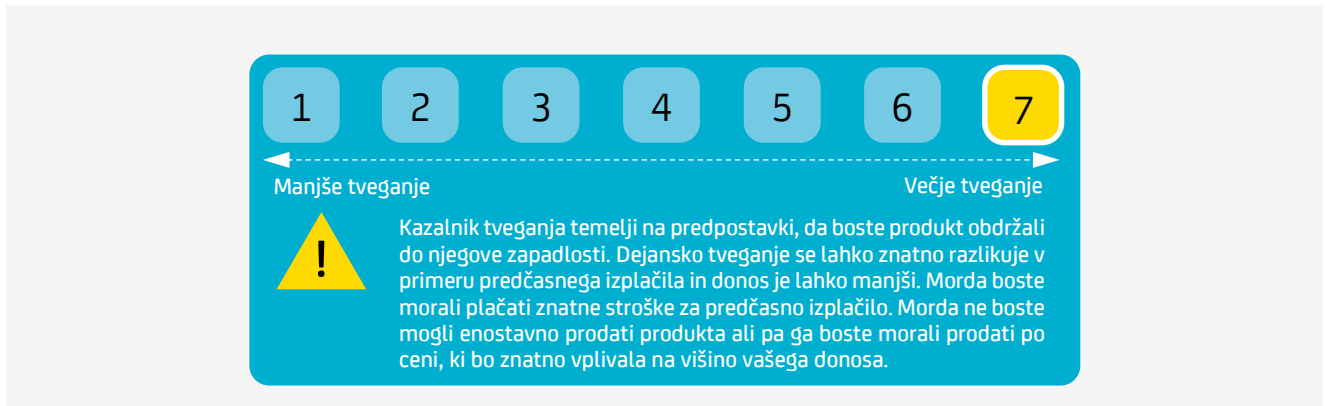 1 2 3 4 5 6 7
Manjše tveganje Večje tveganje
!
Kazalnik tveganja temelji na predpostavki, da boste produkt obdržali
do njegove zapadlosti. Dejansko tveganje se lahko znatno razlikuje v
primeru predčasnega izplačila in donos je lahko manjši. Morda boste
morali plačati znatne stroške za predčasno izplačilo. Morda ne boste
mogli enostavno prodati produkta ali pa ga boste morali prodati po
ceni, ki bo znatno vplivala na višino vašega donosa.